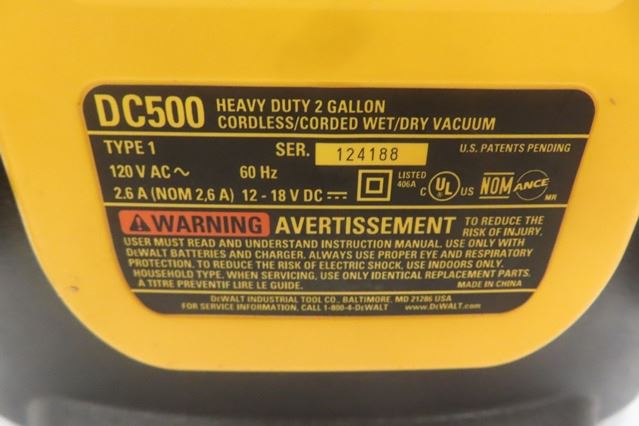 DC500 HEAVY DUTY 2 GALLON
CORDLESS/CORDED WET/DRY VACUUM
TYPE 1 SER. 124188 U.S. PATENTS PENDING
120 V AC ~ 60 Hz
2.6 A (NOM 2,6 A) 12 - 18 V DC
LISTED
406A
C UL US
NOM ANCE
MR
WARNING AVERTISSEMENT TO REDUCE THE
RISK OF INJURY,
USER MUST READ AND UNDERSTAND INSTRUCTION MANUAL. USE ONLY WITH
DEWALT BATTERIES AND CHARGER. ALWAYS USE PROPER EYE AND RESPIRATORY
PROTECTION. TO REDUCE THE RISK OF ELECTRIC SHOCK, USE INDOORS ONLY.
HOUSEHOLD TYPE. WHEN SERVICING, USE ONLY IDENTICAL REPLACEMENT PARTS.
À TITRE PRÉVENTIF LIRE LE GUIDE. MADE IN CHINA
DEWALT INDUSTRIAL TOOL CO., BALTIMORE, MD 21286 USA
FOR SERVICE INFORMATION, CALL 1-800-4-DEWALT www.DEWALT.com